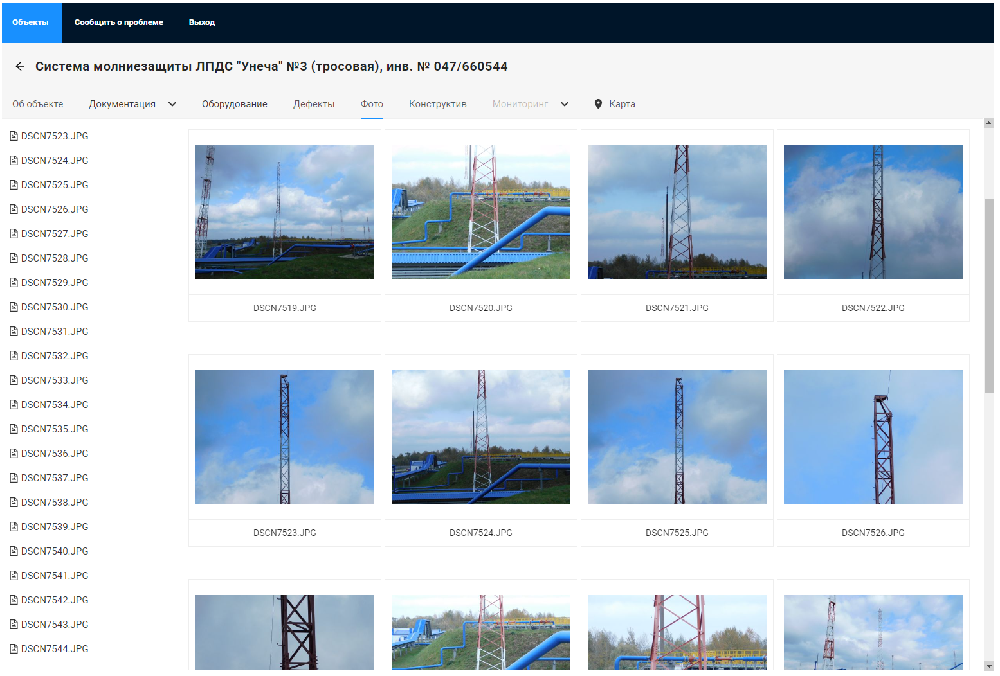 Объекты Сообщить о проблеме Выход
Система молниезащиты ЛПДС "Унеча" №3 (тросовая), инв. № 047/660544
Об объекте Документация Оборудование Дефекты Фото Конструктив Мониторинг Карта
DSCN7523.JPG
DSCN7524.JPG
DSCN7525.JPG
DSCN7526.JPG
DSCN7527.JPG
DSCN7528.JPG
DSCN7529.JPG
DSCN7530.JPG
DSCN7531.JPG
DSCN7532.JPG
DSCN7533.JPG
DSCN7534.JPG
DSCN7535.JPG
DSCN7536.JPG
DSCN7537.JPG
DSCN7538.JPG
DSCN7539.JPG
DSCN7540.JPG
DSCN7541.JPG
DSCN7542.JPG
DSCN7543.JPG
DSCN7544.JPG
DSCN7519.JPG DSCN7520.JPG DSCN7521.JPG DSCN7522.JPG
DSCN7523.JPG DSCN7524.JPG DSCN7525.JPG DSCN7526.JPG